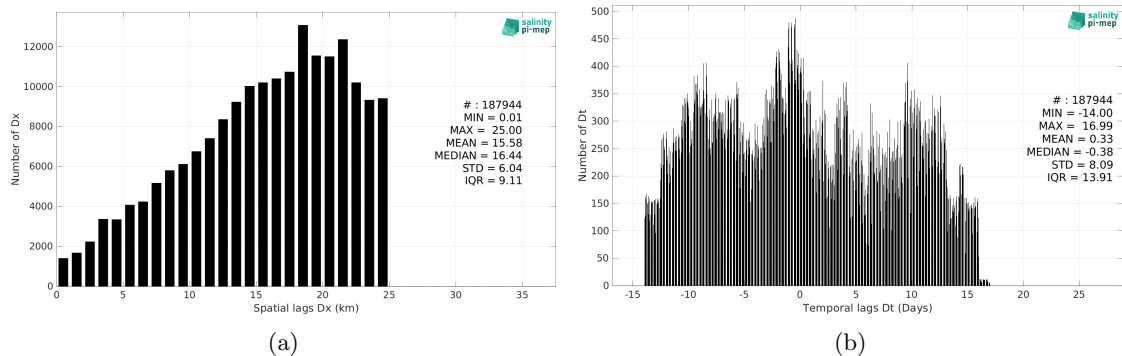 salinity
pi-mep
12000
10000
8000
6000
4000
2000
0
Number of Dx
# : 187944
MIN = 0.01
MAX = 25.00
MEAN = 15.58
MEDIAN = 16.44
STD = 6.04
IQR = 9.11
0 5 10 15 20 25 30 35
Spatial lags Dx (km)
(a)
salinity
pi-mep
500
450
400
350
300
250
200
150
100
50
0
Number of Dt
# : 187944
MIN = -14.00
MAX = 16.99
MEAN = 0.33
MEDIAN = -0.38
STD = 8.09
IQR = 13.91
-15 -10 -5 0 5 10 15 20 25
Temporal lags Dt (Days)
(b)